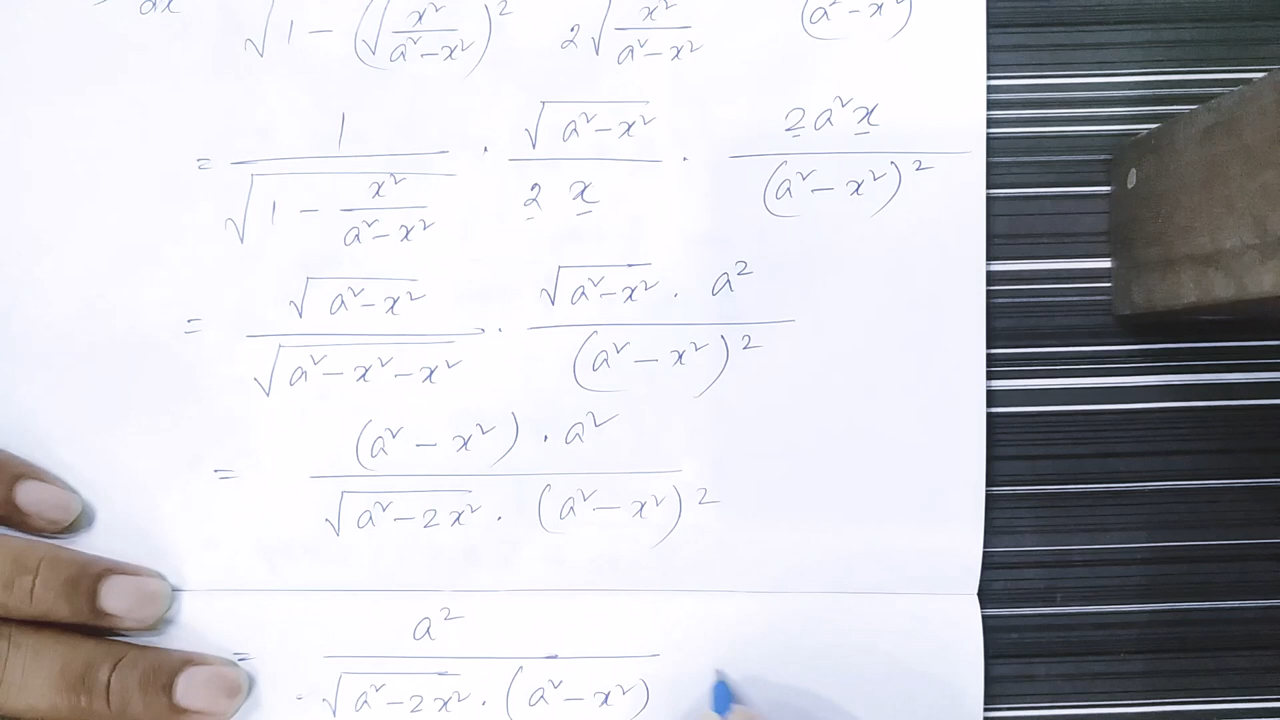 dx √1 - (√x²/a²-x²)² 2√x²/a²-x² (a²-x²)
= 1/√1 - x²/a²-x² · √a²-x²/2 x · 2a²x/(a²-x²)²
= √a²-x²/√a²-x²-x² · √a²-x² · a²/(a²-x²)²
= (a²-x²) · a²/√a²-2x² · (a²-x²)²
= a²/√a²-2x² · (a²-x²)